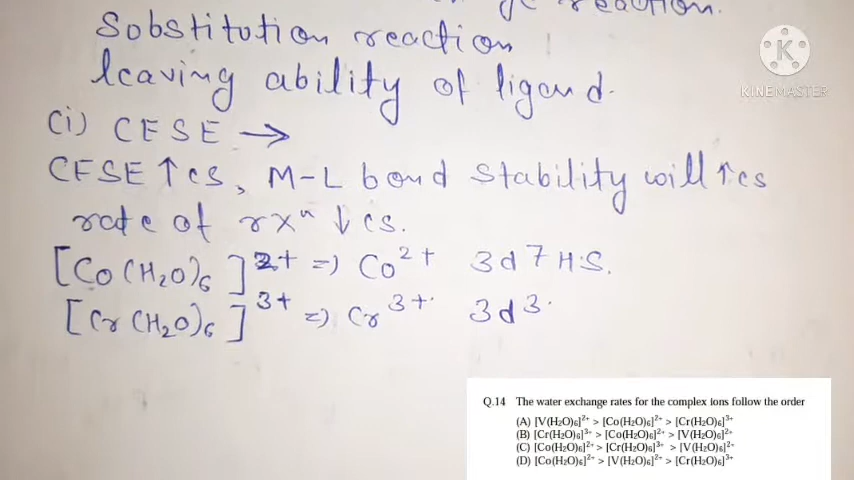 reaction.
Sobstitution reaction
leaving ability of ligand.
KINEMASTER
(i) CFSE →
CFSE ↑cs, M-L bond stability will ↑cs
rate of rxⁿ ↓cs.
[Co(H₂O)₆]²⁺ => Co²⁺ 3d⁷ H.S.
[Cr(H₂O)₆]³⁺ => Cr³⁺ 3d³
Q.14 The water exchange rates for the complex ions follow the order
(A) [V(H₂O)₆]²⁺ > [Co(H₂O)₆]²⁺ > [Cr(H₂O)₆]³⁺
(B) [Cr(H₂O)₆]³⁺ > [Co(H₂O)₆]²⁺ > [V(H₂O)₆]²⁺
(C) [Co(H₂O)₆]²⁺ > [Cr(H₂O)₆]³⁺ > [V(H₂O)₆]²⁺
(D) [Co(H₂O)₆]²⁺ > [V(H₂O)₆]²⁺ > [Cr(H₂O)₆]³⁺